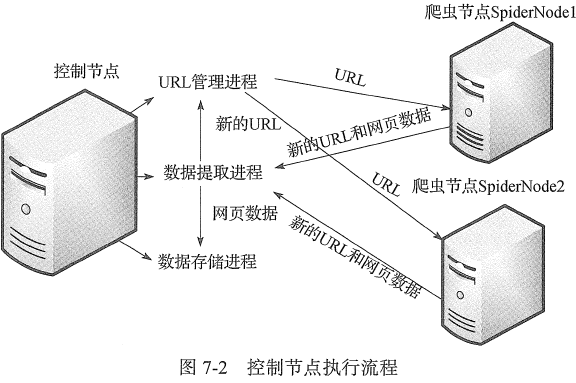 爬虫节点SpiderNode1
控制节点
URL管理进程
URL
新的URL
新的URL和网页数据
数据提取进程
URL
爬虫节点SpiderNode2
网页数据
新的URL和网页数据
数据存储进程
图 7-2 控制节点执行流程